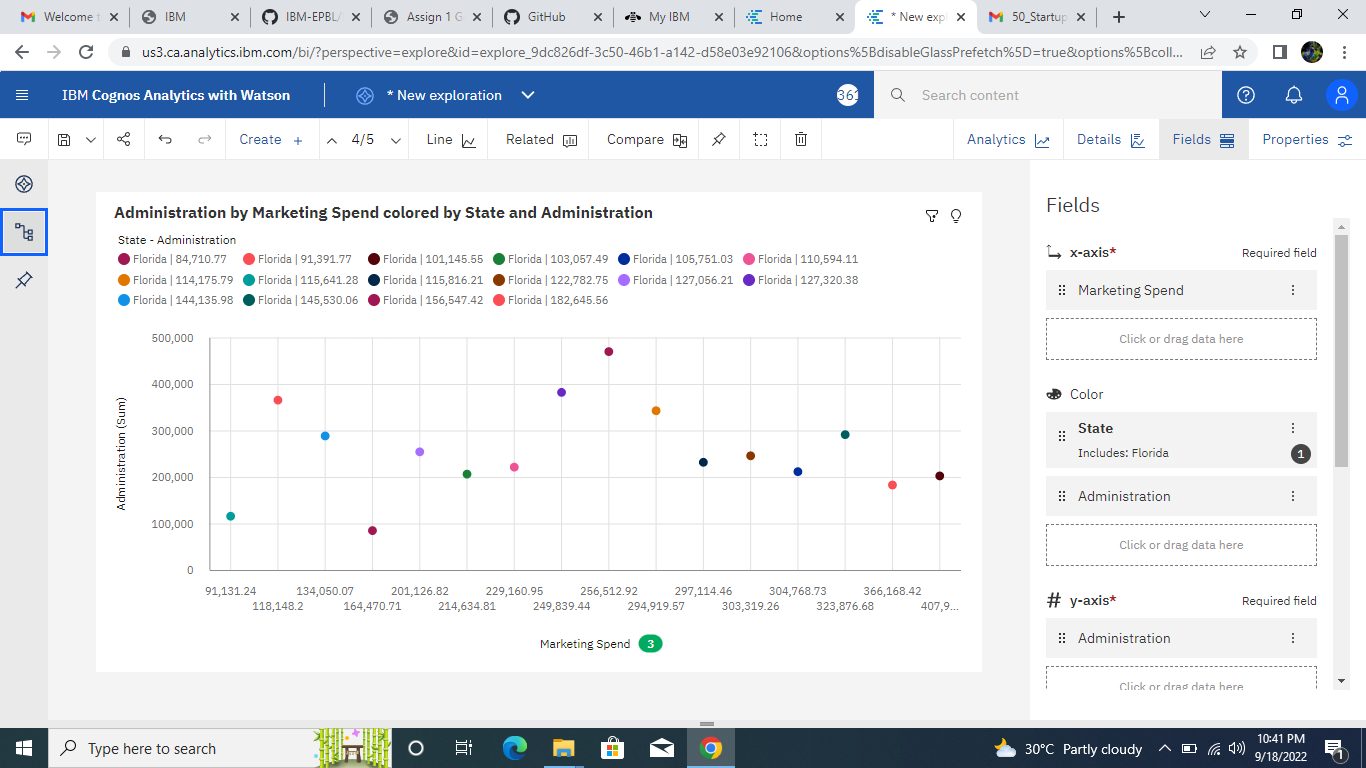 Welcome t
IBM
IBM-EPBL/
Assign 1 G
GitHub
My IBM
Home
* New expl
50_Startup
us3.ca.analytics.ibm.com/bi/?perspective=explore&id=explore_9dc826df-3c50-46b1-a142-d58e03e92106&options%5BdisableGlassPrefetch%5D=true&options%5Bcoll...
IBM Cognos Analytics with Watson
* New exploration
361
Search content
Create +
4/5
Line
Related
Compare
Analytics
Details
Fields
Properties
Administration by Marketing Spend colored by State and Administration
State - Administration
Florida | 84,710.77 Florida | 91,391.77 Florida | 101,145.55 Florida | 103,057.49 Florida | 105,751.03 Florida | 110,594.11
Florida | 114,175.79 Florida | 115,641.28 Florida | 115,816.21 Florida | 122,782.75 Florida | 127,056.21 Florida | 127,320.38
Florida | 144,135.98 Florida | 145,530.06 Florida | 156,547.42 Florida | 182,645.56
Administration (Sum)
500,000
400,000
300,000
200,000
100,000
0
91,131.24 134,050.07 201,126.82 229,160.95 256,512.92 297,114.46 304,768.73 366,168.42
118,148.2 164,470.71 214,634.81 249,839.44 294,919.57 303,319.26 323,876.68 407,9...
Marketing Spend 3
Fields
x-axis* Required field
Marketing Spend
Click or drag data here
Color
State
Includes: Florida 1
Administration
Click or drag data here
y-axis* Required field
Administration
Click or drag data here
Type here to search
30°C Partly cloudy
10:41 PM
9/18/2022
1